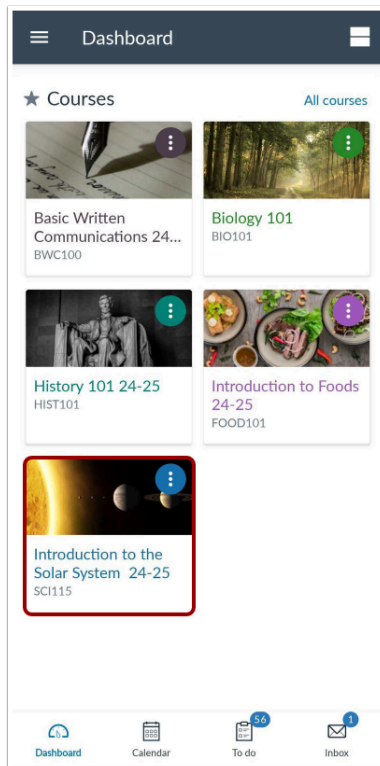 Dashboard
Courses
All courses
Basic Written
Communications 24...
BWC100
Biology 101
BIO101
History 101 24-25
HIST101
Introduction to Foods
24-25
FOOD101
Introduction to the
Solar System 24-25
SCI115
56
1
Dashboard
Calendar
To do
Inbox